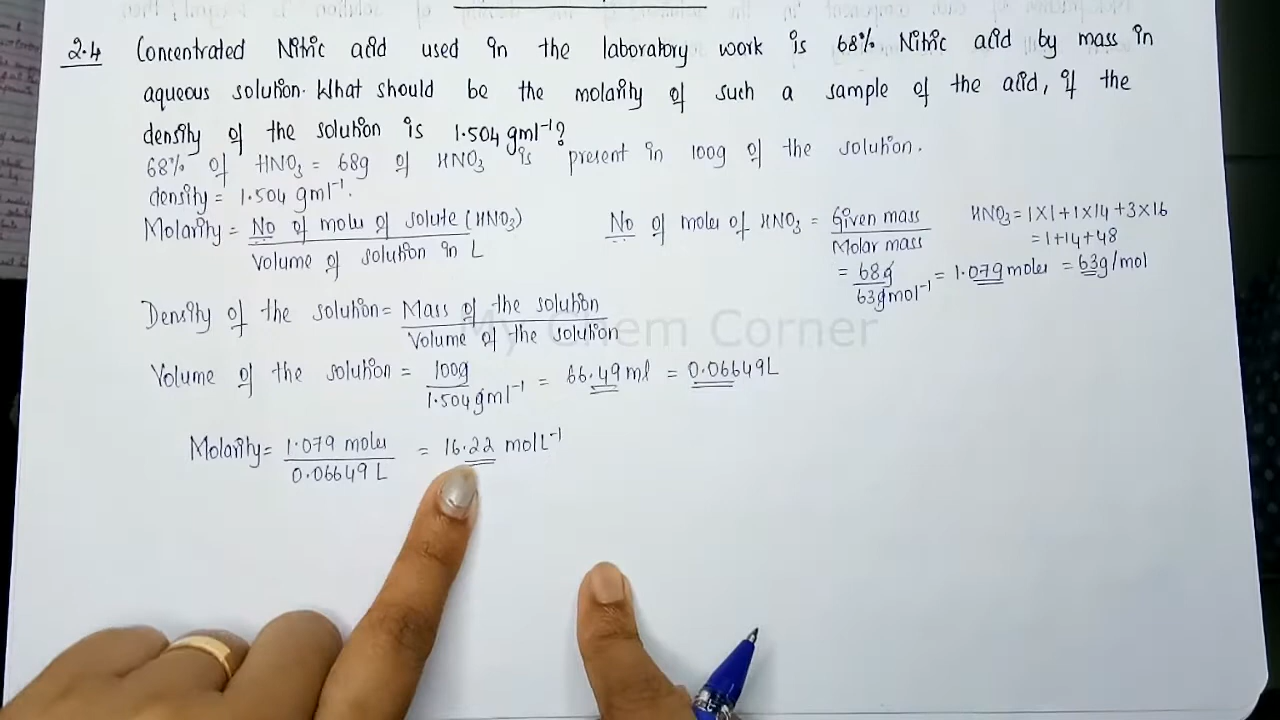 2.4 Concentrated Nitric acid used in the laboratory work is 68% Nitric acid by mass in
aqueous solution. What should be the molarity of such a sample of the acid, if the
density of the solution is 1.504 gml⁻¹?
68% of HNO₃ = 68g of HNO₃ is present in 100g of the solution.
density = 1.504 gml⁻¹.
Molarity = No of moles of solute (HNO₃)
Volume of solution in L
No of moles of HNO₃ = Given mass
Molar mass
= 68g / 63gmol⁻¹ = 1.079 moles
HNO₃ = 1×1+1×14+3×16
= 1+14+48
= 63g/mol
Density of the solution = Mass of the solution
Volume of the solution
My Chem Corner
Volume of the solution = 100g / 1.504 gml⁻¹ = 66.49 ml = 0.06649L
Molarity = 1.079 moles / 0.06649 L = 16.22 molL⁻¹